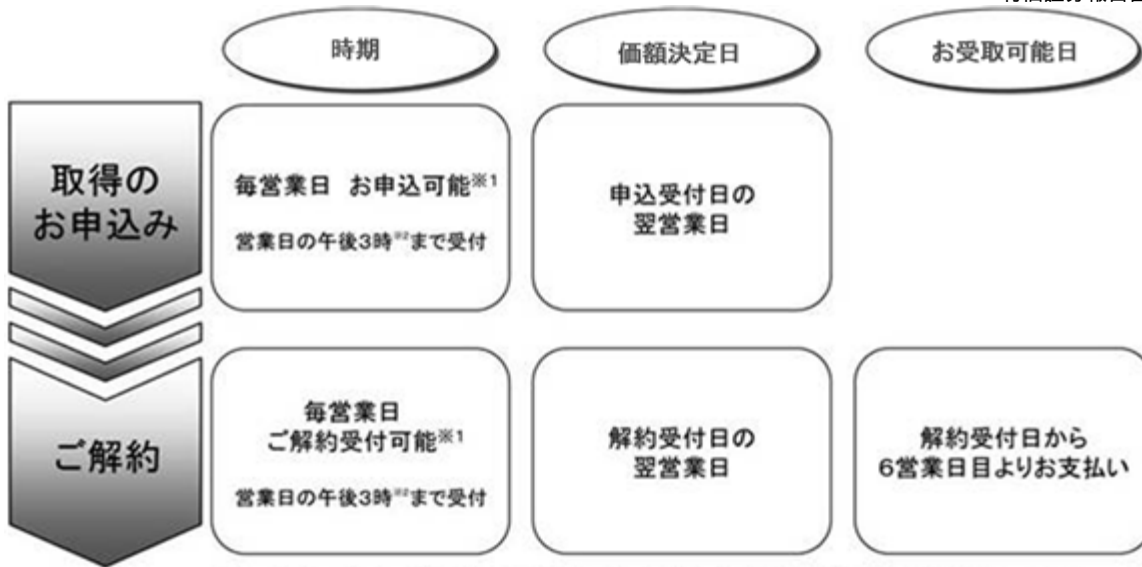 時期
価額決定日
お受取可能日
取得の
お申込み
毎営業日 お申込可能※1
営業日の午後3時※2まで受付
申込受付日の
翌営業日
ご解約
毎営業日
ご解約受付可能※1
営業日の午後3時※2まで受付
解約受付日の
翌営業日
解約受付日から
6営業日目よりお支払い